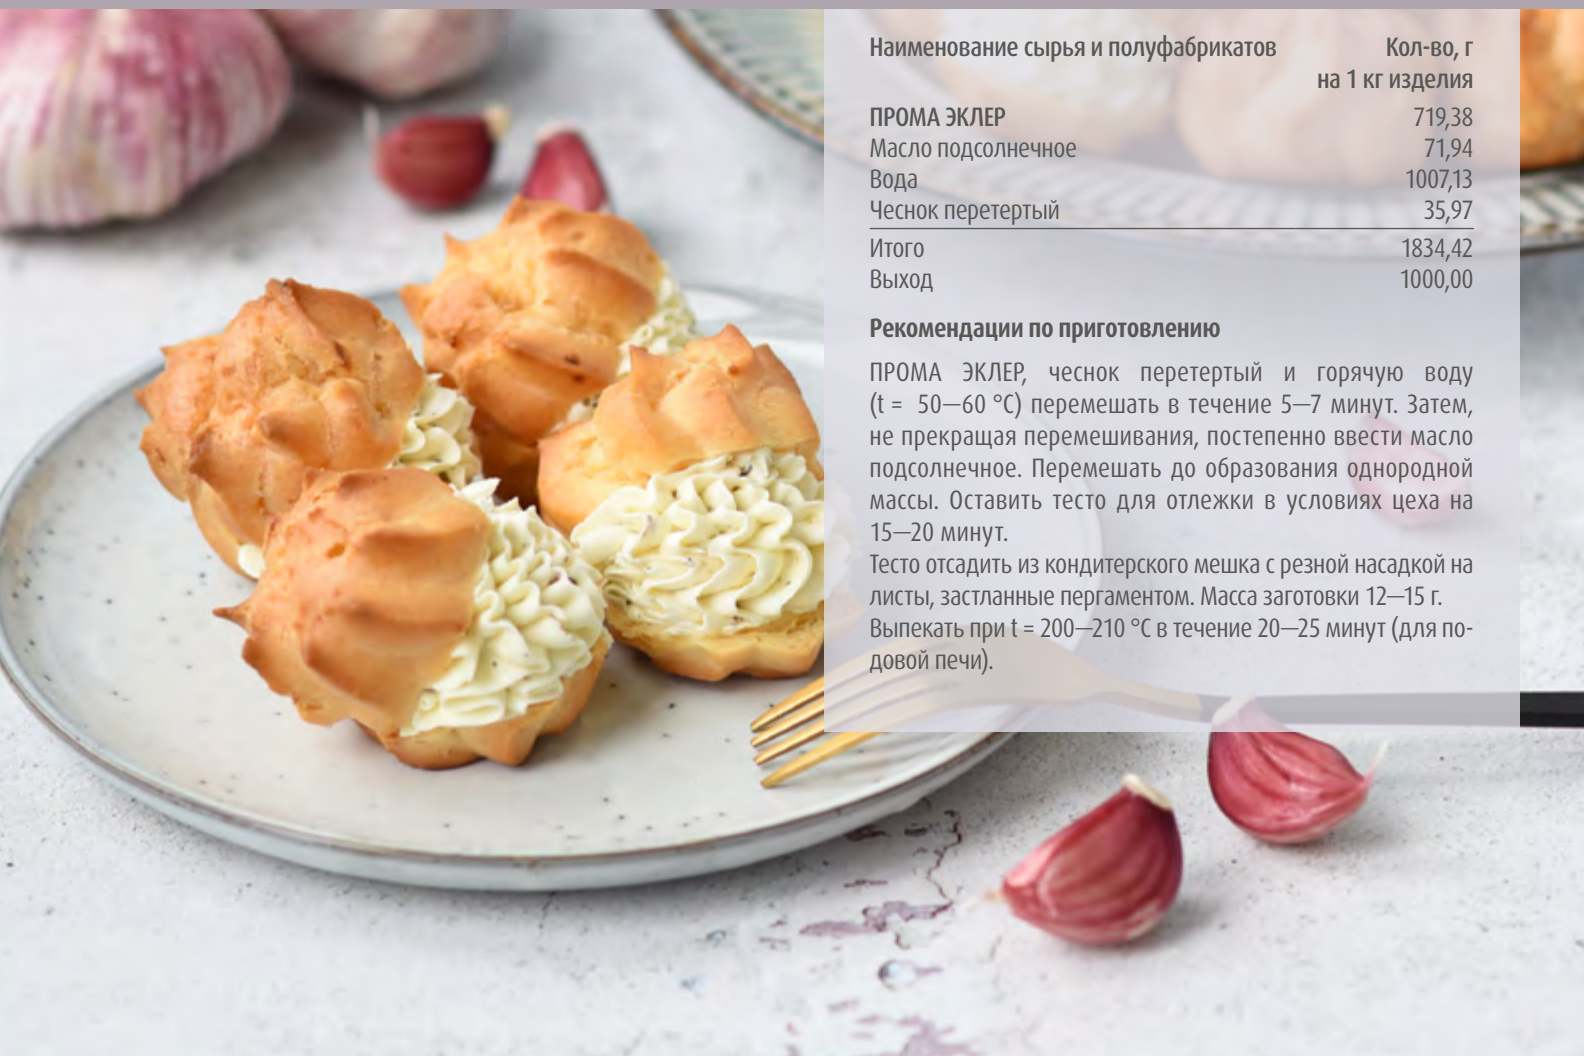 Наименование сырья и полуфабрикатов Кол-во, г
на 1 кг изделия
ПРОМА ЭКЛЕР 719,38
Масло подсолнечное 71,94
Вода 1007,13
Чеснок перетертый 35,97
Итого 1834,42
Выход 1000,00
Рекомендации по приготовлению
ПРОМА ЭКЛЕР, чеснок перетертый и горячую воду
(t = 50—60 °С) перемешать в течение 5—7 минут. Затем,
не прекращая перемешивания, постепенно ввести масло
подсолнечное. Перемешать до образования однородной
массы. Оставить тесто для отлежки в условиях цеха на
15—20 минут.
Тесто отсадить из кондитерского мешка с резной насадкой на
листы, застланные пергаментом. Масса заготовки 12—15 г.
Выпекать при t = 200—210 °С в течение 20—25 минут (для по-
довой печи).